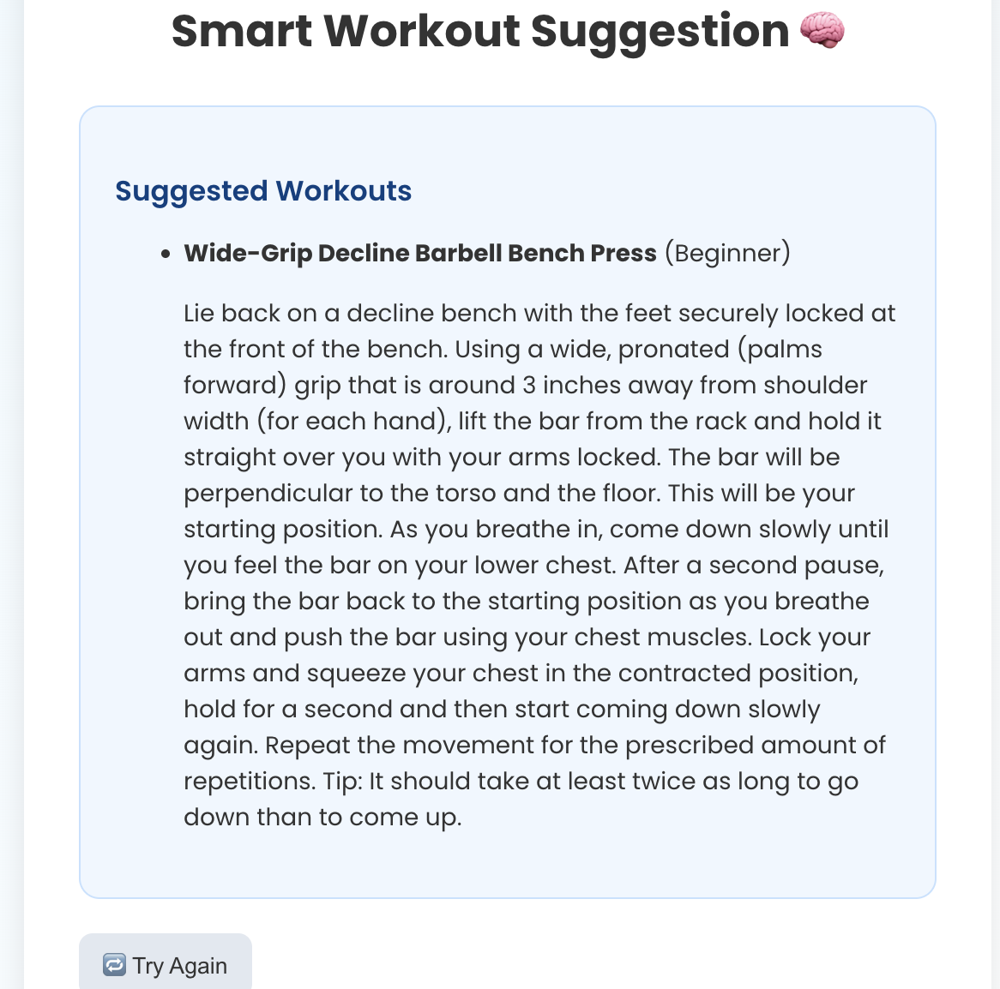 Smart Workout Suggestion 🧠
Suggested Workouts
• Wide-Grip Decline Barbell Bench Press (Beginner)
Lie back on a decline bench with the feet securely locked at
the front of the bench. Using a wide, pronated (palms
forward) grip that is around 3 inches away from shoulder
width (for each hand), lift the bar from the rack and hold it
straight over you with your arms locked. The bar will be
perpendicular to the torso and the floor. This will be your
starting position. As you breathe in, come down slowly until
you feel the bar on your lower chest. After a second pause,
bring the bar back to the starting position as you breathe
out and push the bar using your chest muscles. Lock your
arms and squeeze your chest in the contracted position,
hold for a second and then start coming down slowly
again. Repeat the movement for the prescribed amount of
repetitions. Tip: It should take at least twice as long to go
down than to come up.
🔁 Try Again